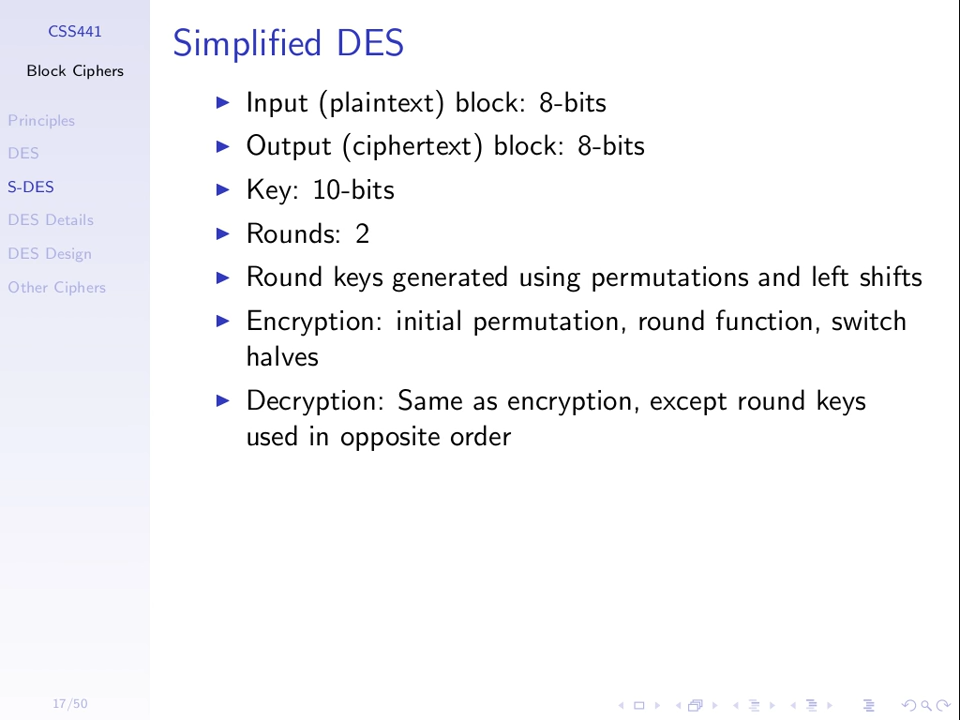 CSS441
Block Ciphers
Principles
DES
S-DES
DES Details
DES Design
Other Ciphers
17/50
Simplified DES
Input (plaintext) block: 8-bits
Output (ciphertext) block: 8-bits
Key: 10-bits
Rounds: 2
Round keys generated using permutations and left shifts
Encryption: initial permutation, round function, switch
halves
Decryption: Same as encryption, except round keys
used in opposite order